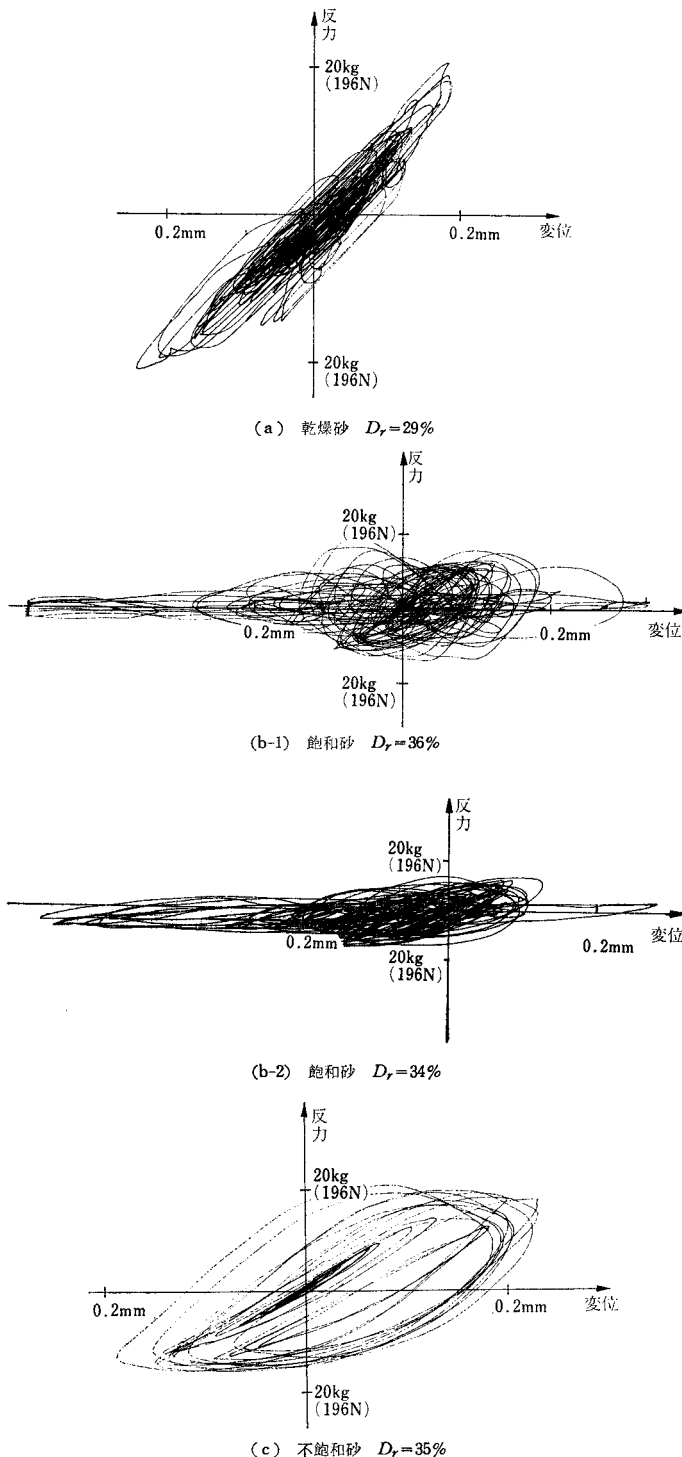 反
力
20kg
(196N)
0.2mm
0.2mm
変位
20kg
(196N)
(a) 乾燥砂 Dr=29%
反
力
20kg
(196N)
0.2mm
0.2mm
変位
20kg
(196N)
(b-1) 飽和砂 Dr=36%
反
力
20kg
(196N)
0.2mm
0.2mm
変位
20kg
(196N)
(b-2) 飽和砂 Dr=34%
反
力
20kg
(196N)
0.2mm
0.2mm
変位
20kg
(196N)
(c) 不飽和砂 Dr=35%